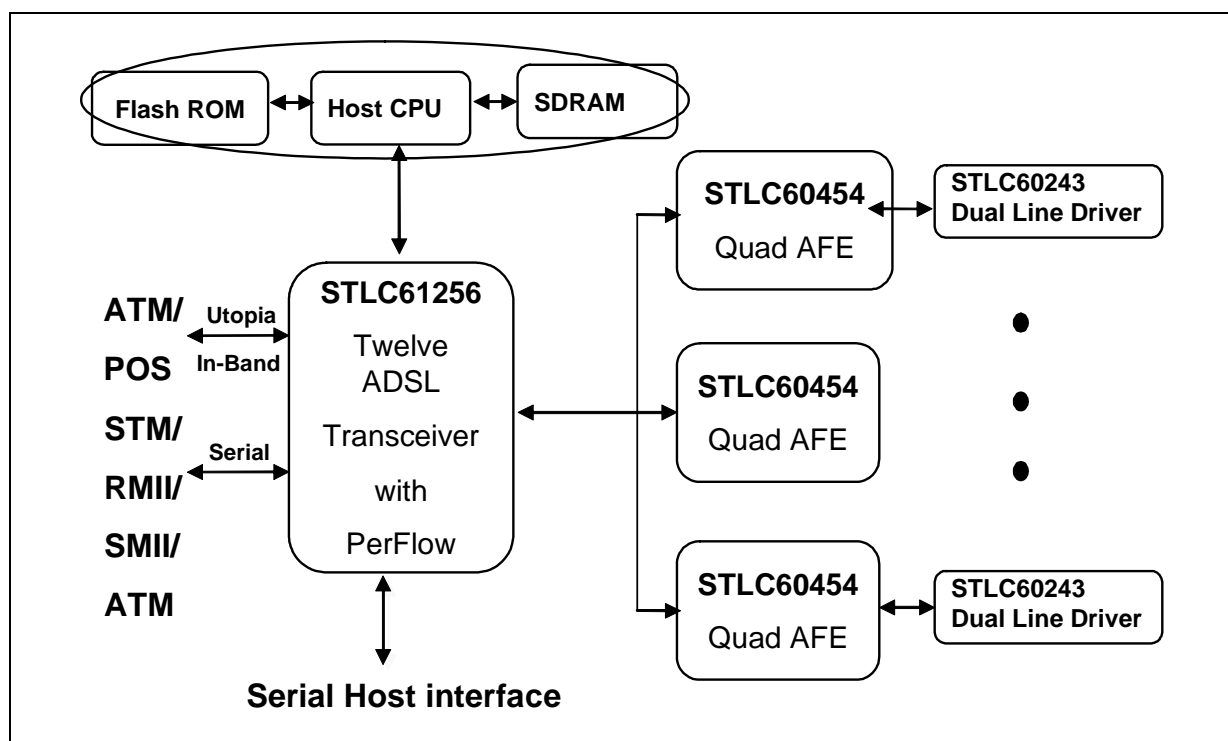 Flash ROM
Host CPU
SDRAM
STLC60454
Quad AFE
STLC60243
Dual Line Driver
ATM/
POS
STM/
RMII/
SMII/
ATM
Utopia
In-Band
Serial
STLC61256
Twelve
ADSL
Transceiver
with
PerFlow
STLC60454
Quad AFE
STLC60454
Quad AFE
STLC60243
Dual Line Driver
Serial Host interface